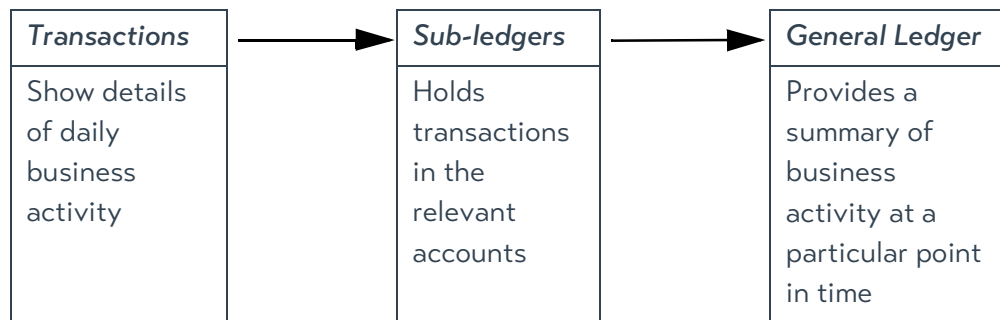 Transactions
Show details
of daily
business
activity
Sub-ledgers
Holds
transactions
in the
relevant
accounts
General Ledger
Provides a
summary of
business
activity at a
particular point
in time